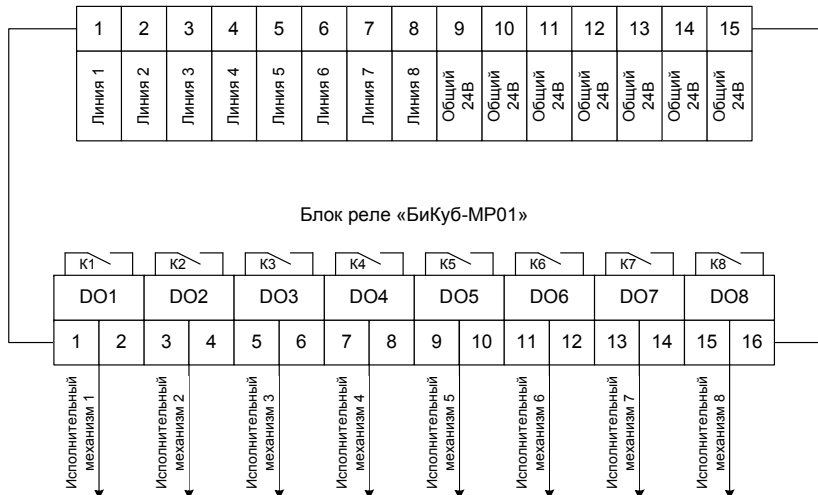 1 2 3 4 5 6 7 8 9 10 11 12 13 14 15
Линия 1
Линия 2
Линия 3
Линия 4
Линия 5
Линия 6
Линия 7
Линия 8
Общий
24В
Общий
24В
Общий
24В
Общий
24В
Общий
24В
Общий
24В
Общий
24В
Блок реле «БиКуб-МР01»
К1 К2 К3 К4 К5 К6 К7 К8
DO1 DO2 DO3 DO4 DO5 DO6 DO7 DO8
1 2 3 4 5 6 7 8 9 10 11 12 13 14 15 16
Исполнительный
механизм 1
Исполнительный
механизм 2
Исполнительный
механизм 3
Исполнительный
механизм 4
Исполнительный
механизм 5
Исполнительный
механизм 6
Исполнительный
механизм 7
Исполнительный
механизм 8